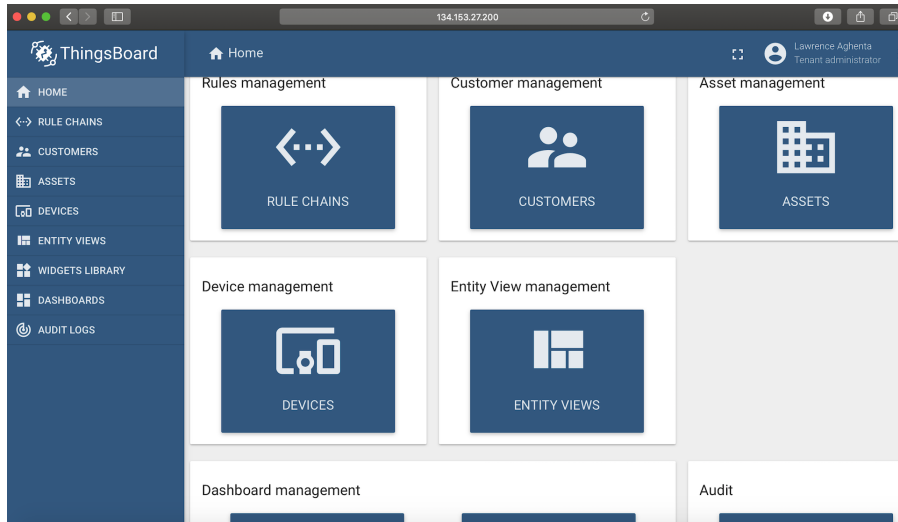 134.153.27.200
ThingsBoard
Home
Lawrence Aghenta
Tenant administrator
HOME
RULE CHAINS
CUSTOMERS
ASSETS
DEVICES
ENTITY VIEWS
WIDGETS LIBRARY
DASHBOARDS
AUDIT LOGS
Rules management
Customer management
Asset management
RULE CHAINS
CUSTOMERS
ASSETS
Device management
Entity View management
DEVICES
ENTITY VIEWS
Dashboard management
Audit